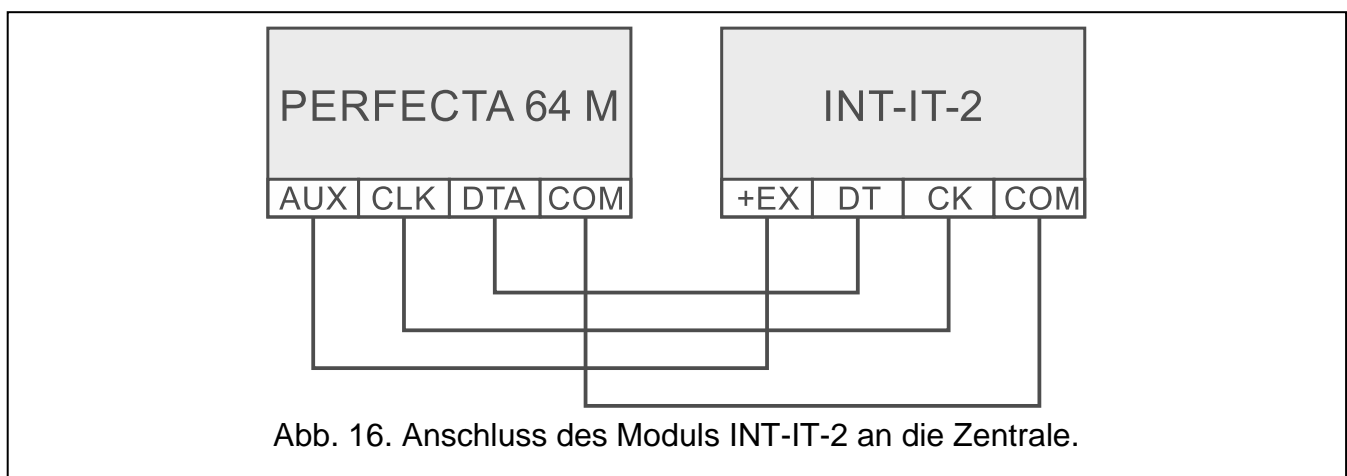 PERFECTA 64 M
INT-IT-2
AUX CLK DTA COM
+EX DT CK COM
Abb. 16. Anschluss des Moduls INT-IT-2 an die Zentrale.